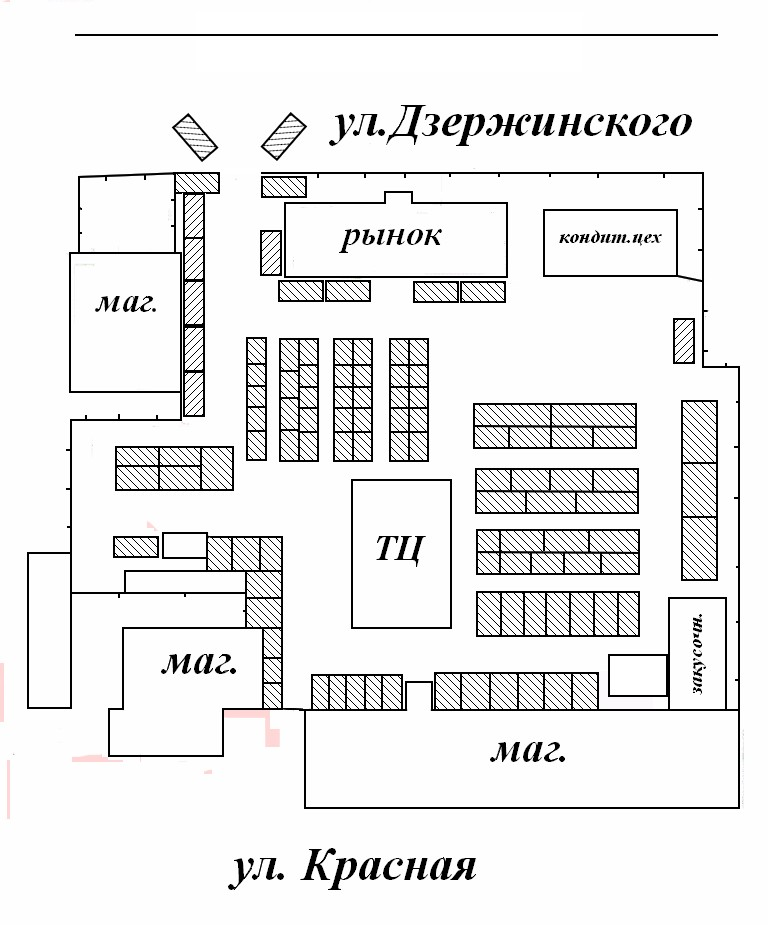 ул.Дзержинского
рынок
кондит.цех
маг.
ТЦ
маг.
закусочн.
маг.
ул. Красная